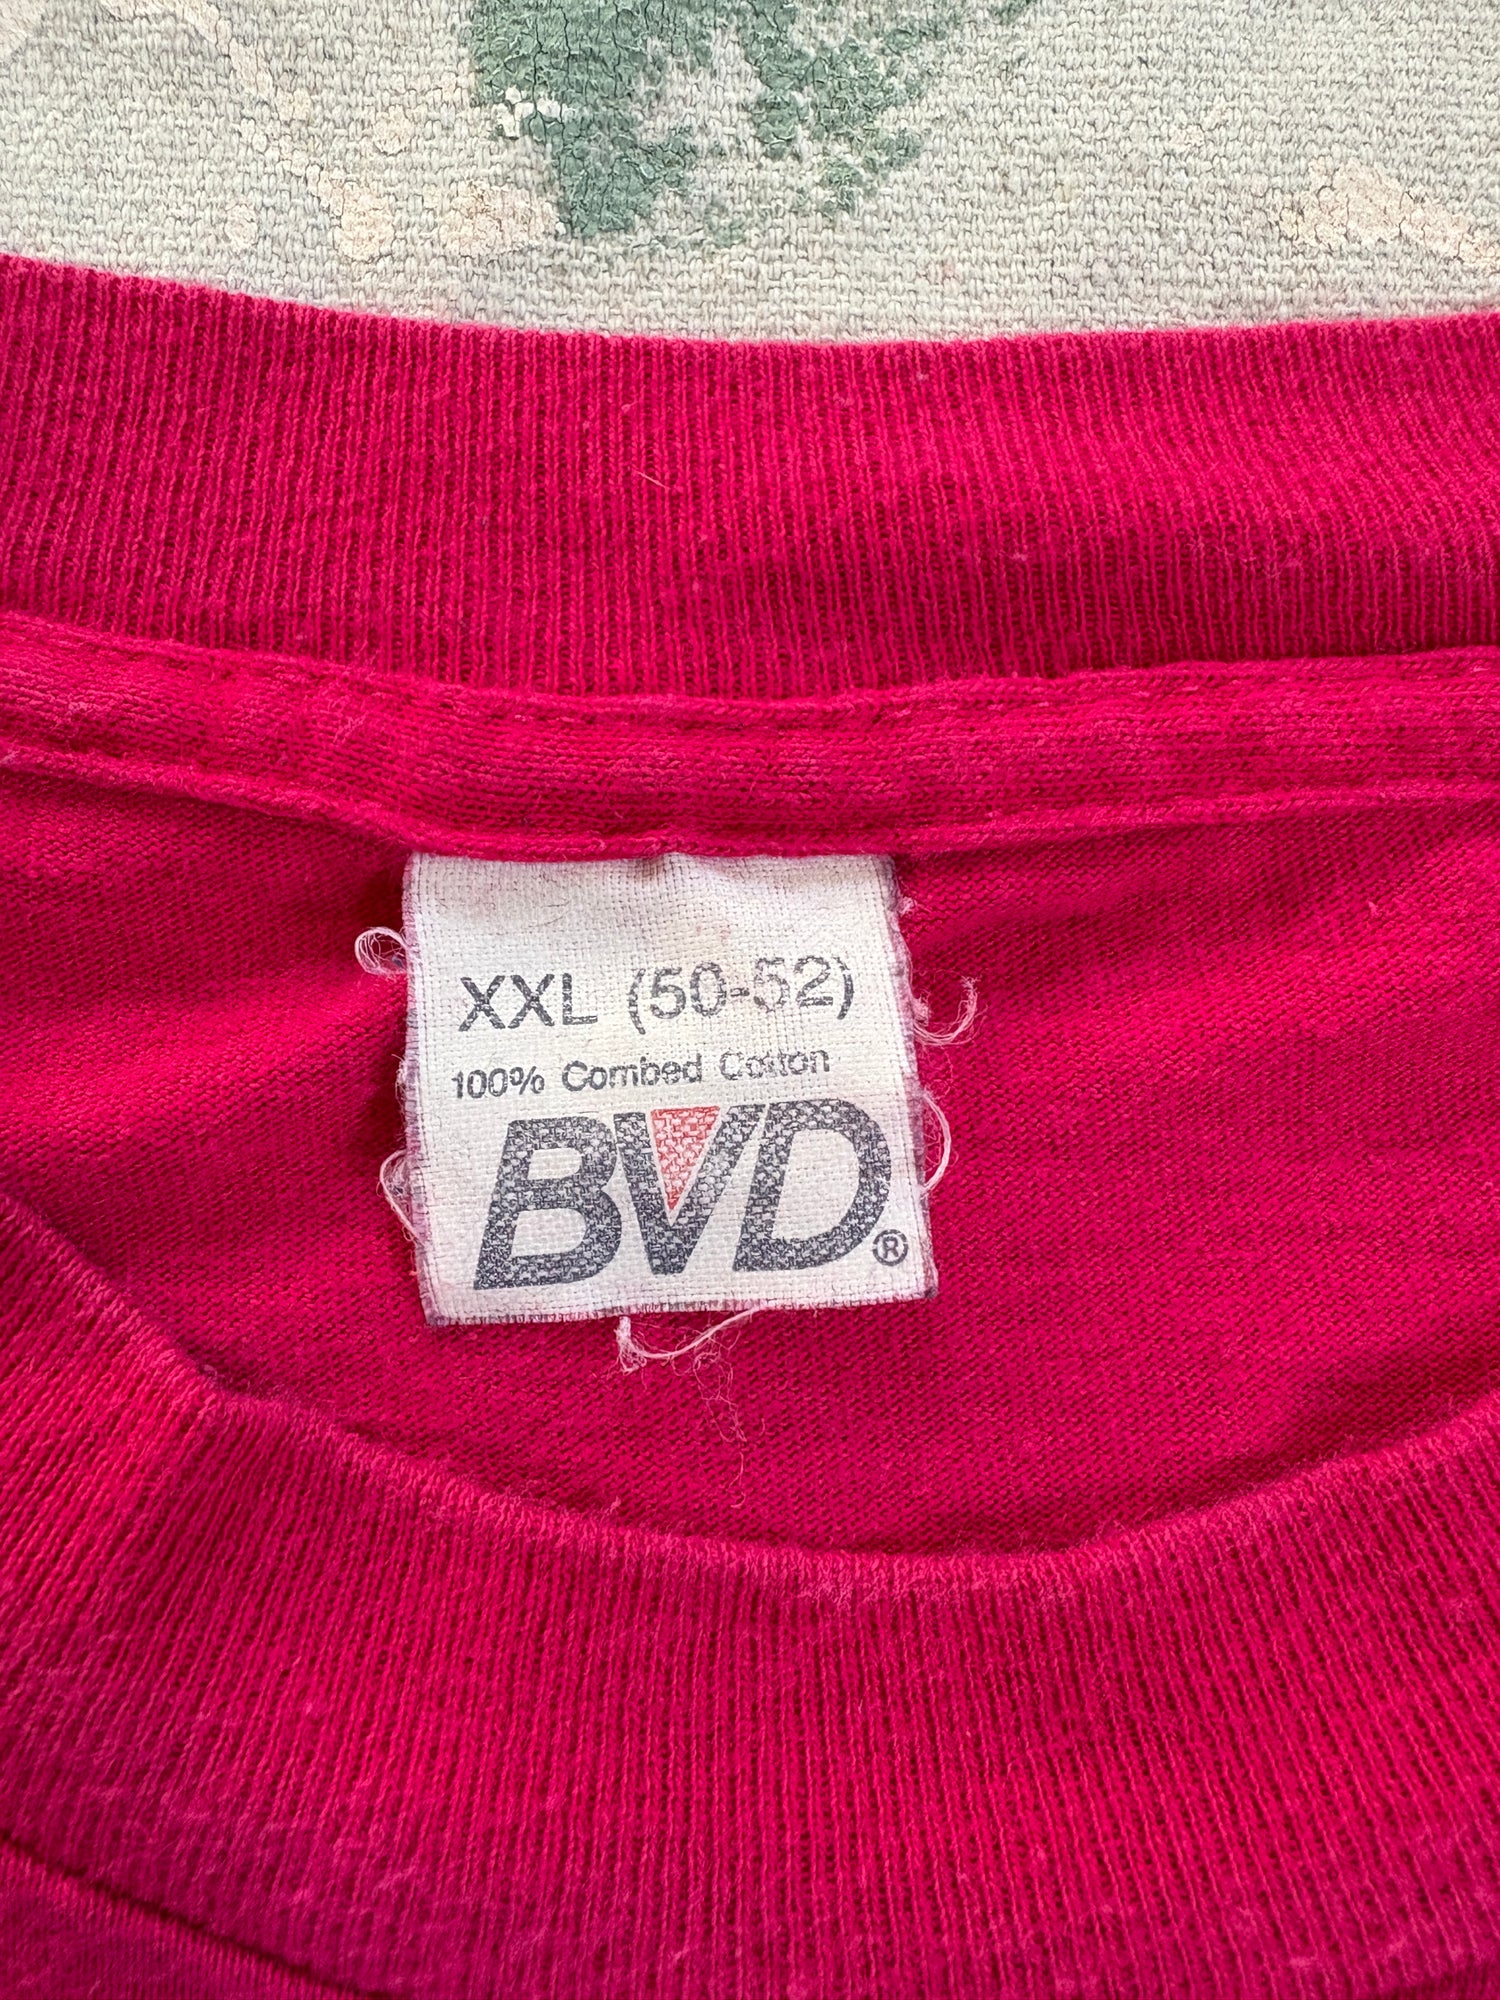 XXL (50-52)
100% Combed Cotton
BVD®